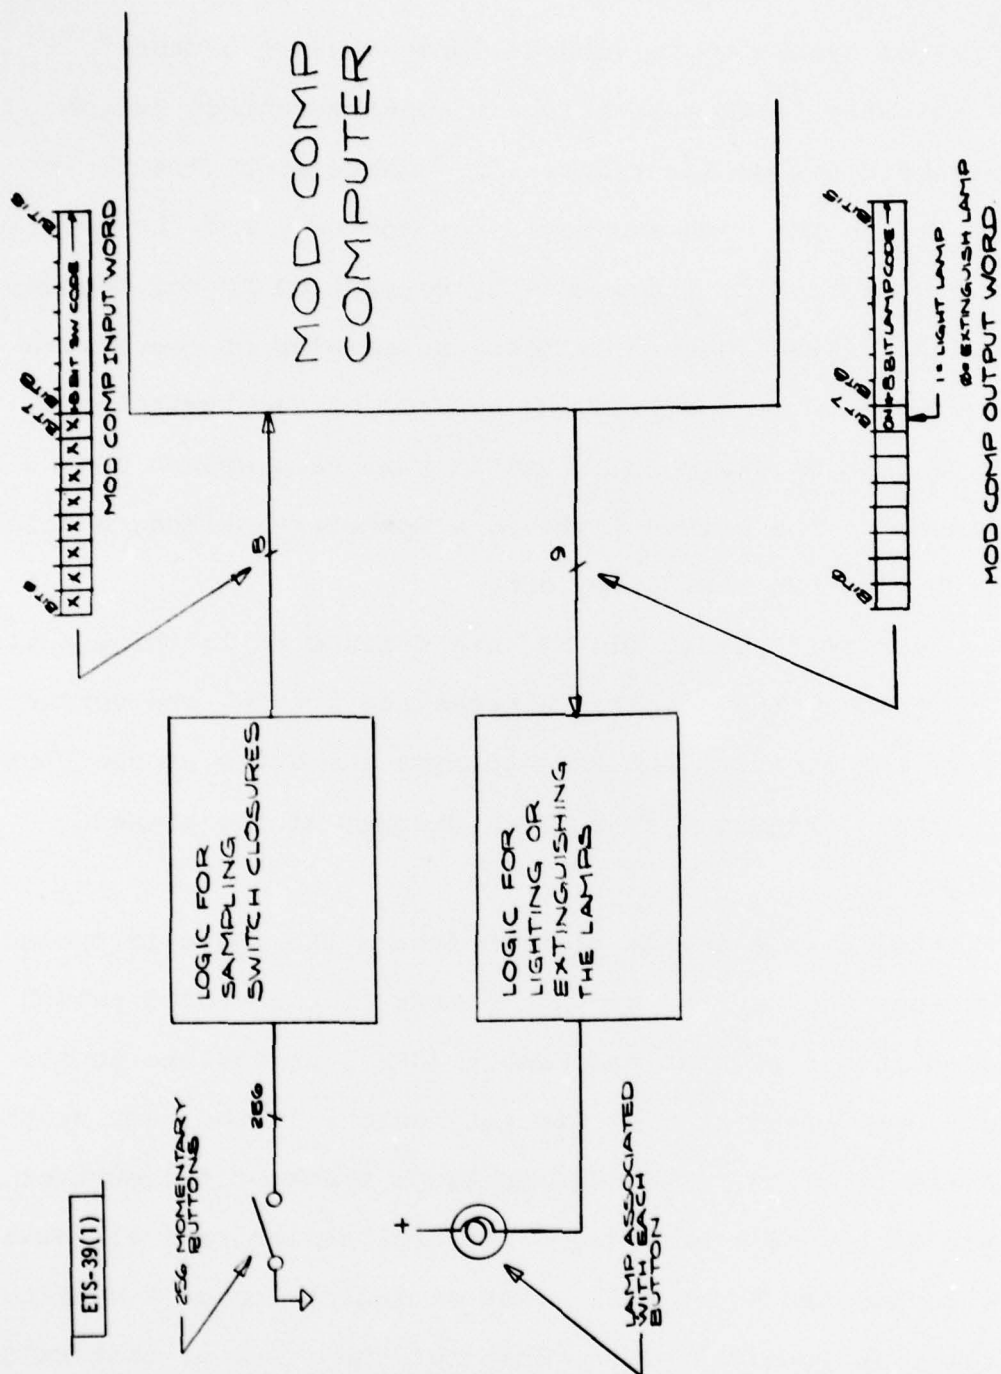 ETS-39(1)
256 MOMENTARY
BUTTONS
256
LOGIC FOR
SAMPLING
SWITCH CLOSURES
8
BIT 0
BIT 7
BIT 8
BIT 15
X X X X X X X X 8 BIT SW CODE
MOD COMP INPUT WORD
MOD COMP
COMPUTER
+
LAMP ASSOCIATED
WITH EACH
BUTTON
LOGIC FOR
LIGHTING OR
EXTINGUISHING
THE LAMPS
9
BIT 0
BIT 7
BIT 8
BIT 15
8 BIT LAMP CODE
1 = LIGHT LAMP
0 = EXTINGUISH LAMP
MOD COMP OUTPUT WORD